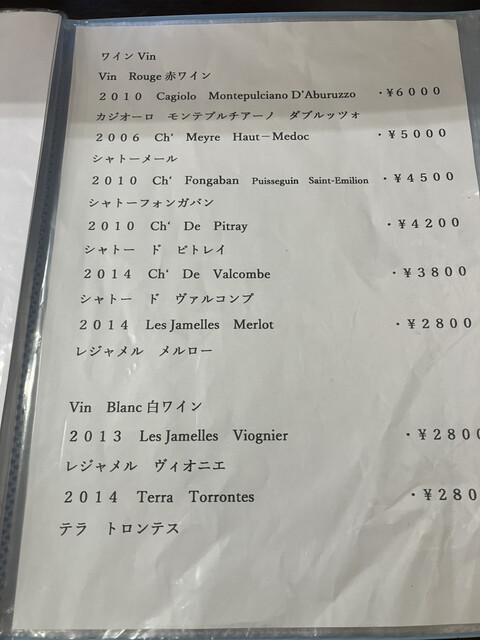 ワイン Vin
Vin Rouge 赤ワイン
２０１０ Cagiolo Montepulciano D'Aburuzzo ・¥６０００
カジオーロ モンテプルチアーノ ダブルッツォ
２００６ Ch‘ Meyre Haut－Medoc ・¥５０００
シャトーメール
２０１０ Ch‘ Fongaban Puisseguin Saint-Emilion ・¥４５００
シャトーフォンガバン
２０１０ Ch‘ De Pitray ・¥４２００
シャトー ド ピトレイ
２０１４ Ch‘ De Valcombe ・¥３８００
シャトー ド ヴァルコンプ
２０１４ Les Jamelles Merlot ・¥２８００
レジャメル メルロー
Vin Blanc 白ワイン
２０１３ Les Jamelles Viognier ・¥２８００
レジャメル ヴィオニエ
２０１４ Terra Torrontes ・¥２８０
テラ トロンテス